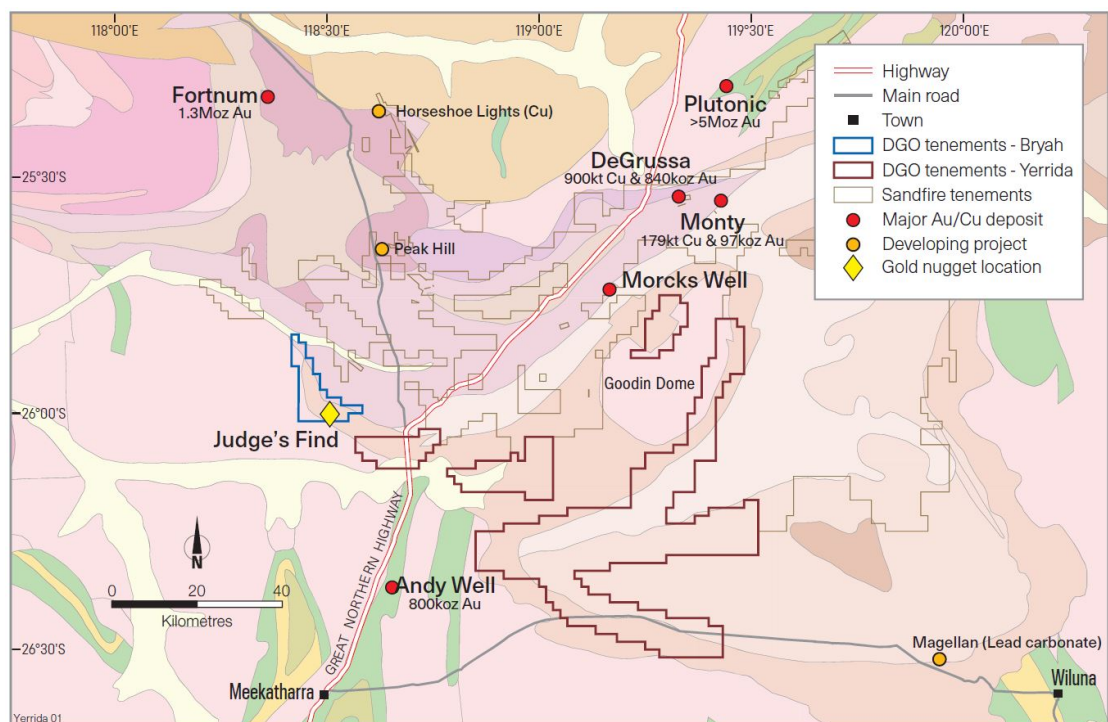 118°00'E
118°30'E
119°00'E
119°30'E
120°00'E
25°30'S
26°00'S
26°30'S
Fortnum
1.3Moz Au
Horseshoe Lights (Cu)
Plutonic
>5Moz Au
DeGrussa
900kt Cu & 840koz Au
Monty
179kt Cu & 97koz Au
Peak Hill
Morcks Well
Goodin Dome
Judge's Find
GREAT NORTHERN HIGHWAY
Andy Well
800koz Au
Magellan (Lead carbonate)
Meekatharra
Wiluna
Highway
Main road
Town
DGO tenements - Bryah
DGO tenements - Yerrida
Sandfire tenements
Major Au/Cu deposit
Developing project
Gold nugget location
N
0 20 40
Kilometres
Yerrida 01